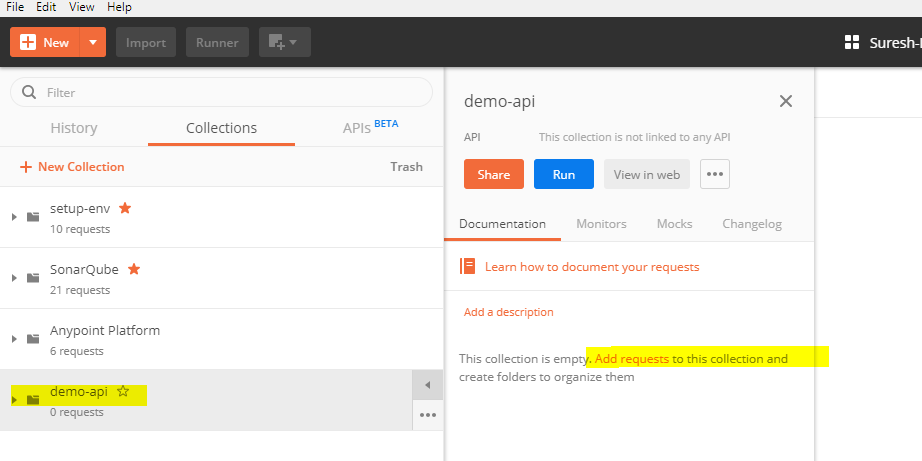 File Edit View Help
New Import Runner
Suresh-
Filter
History Collections APIs BETA
+ New Collection Trash
setup-env
10 requests
SonarQube
21 requests
Anypoint Platform
6 requests
demo-api
0 requests
demo-api
API This collection is not linked to any API
Share Run View in web
Documentation Monitors Mocks Changelog
Learn how to document your requests
Add a description
This collection is empty. Add requests to this collection and
create folders to organize them